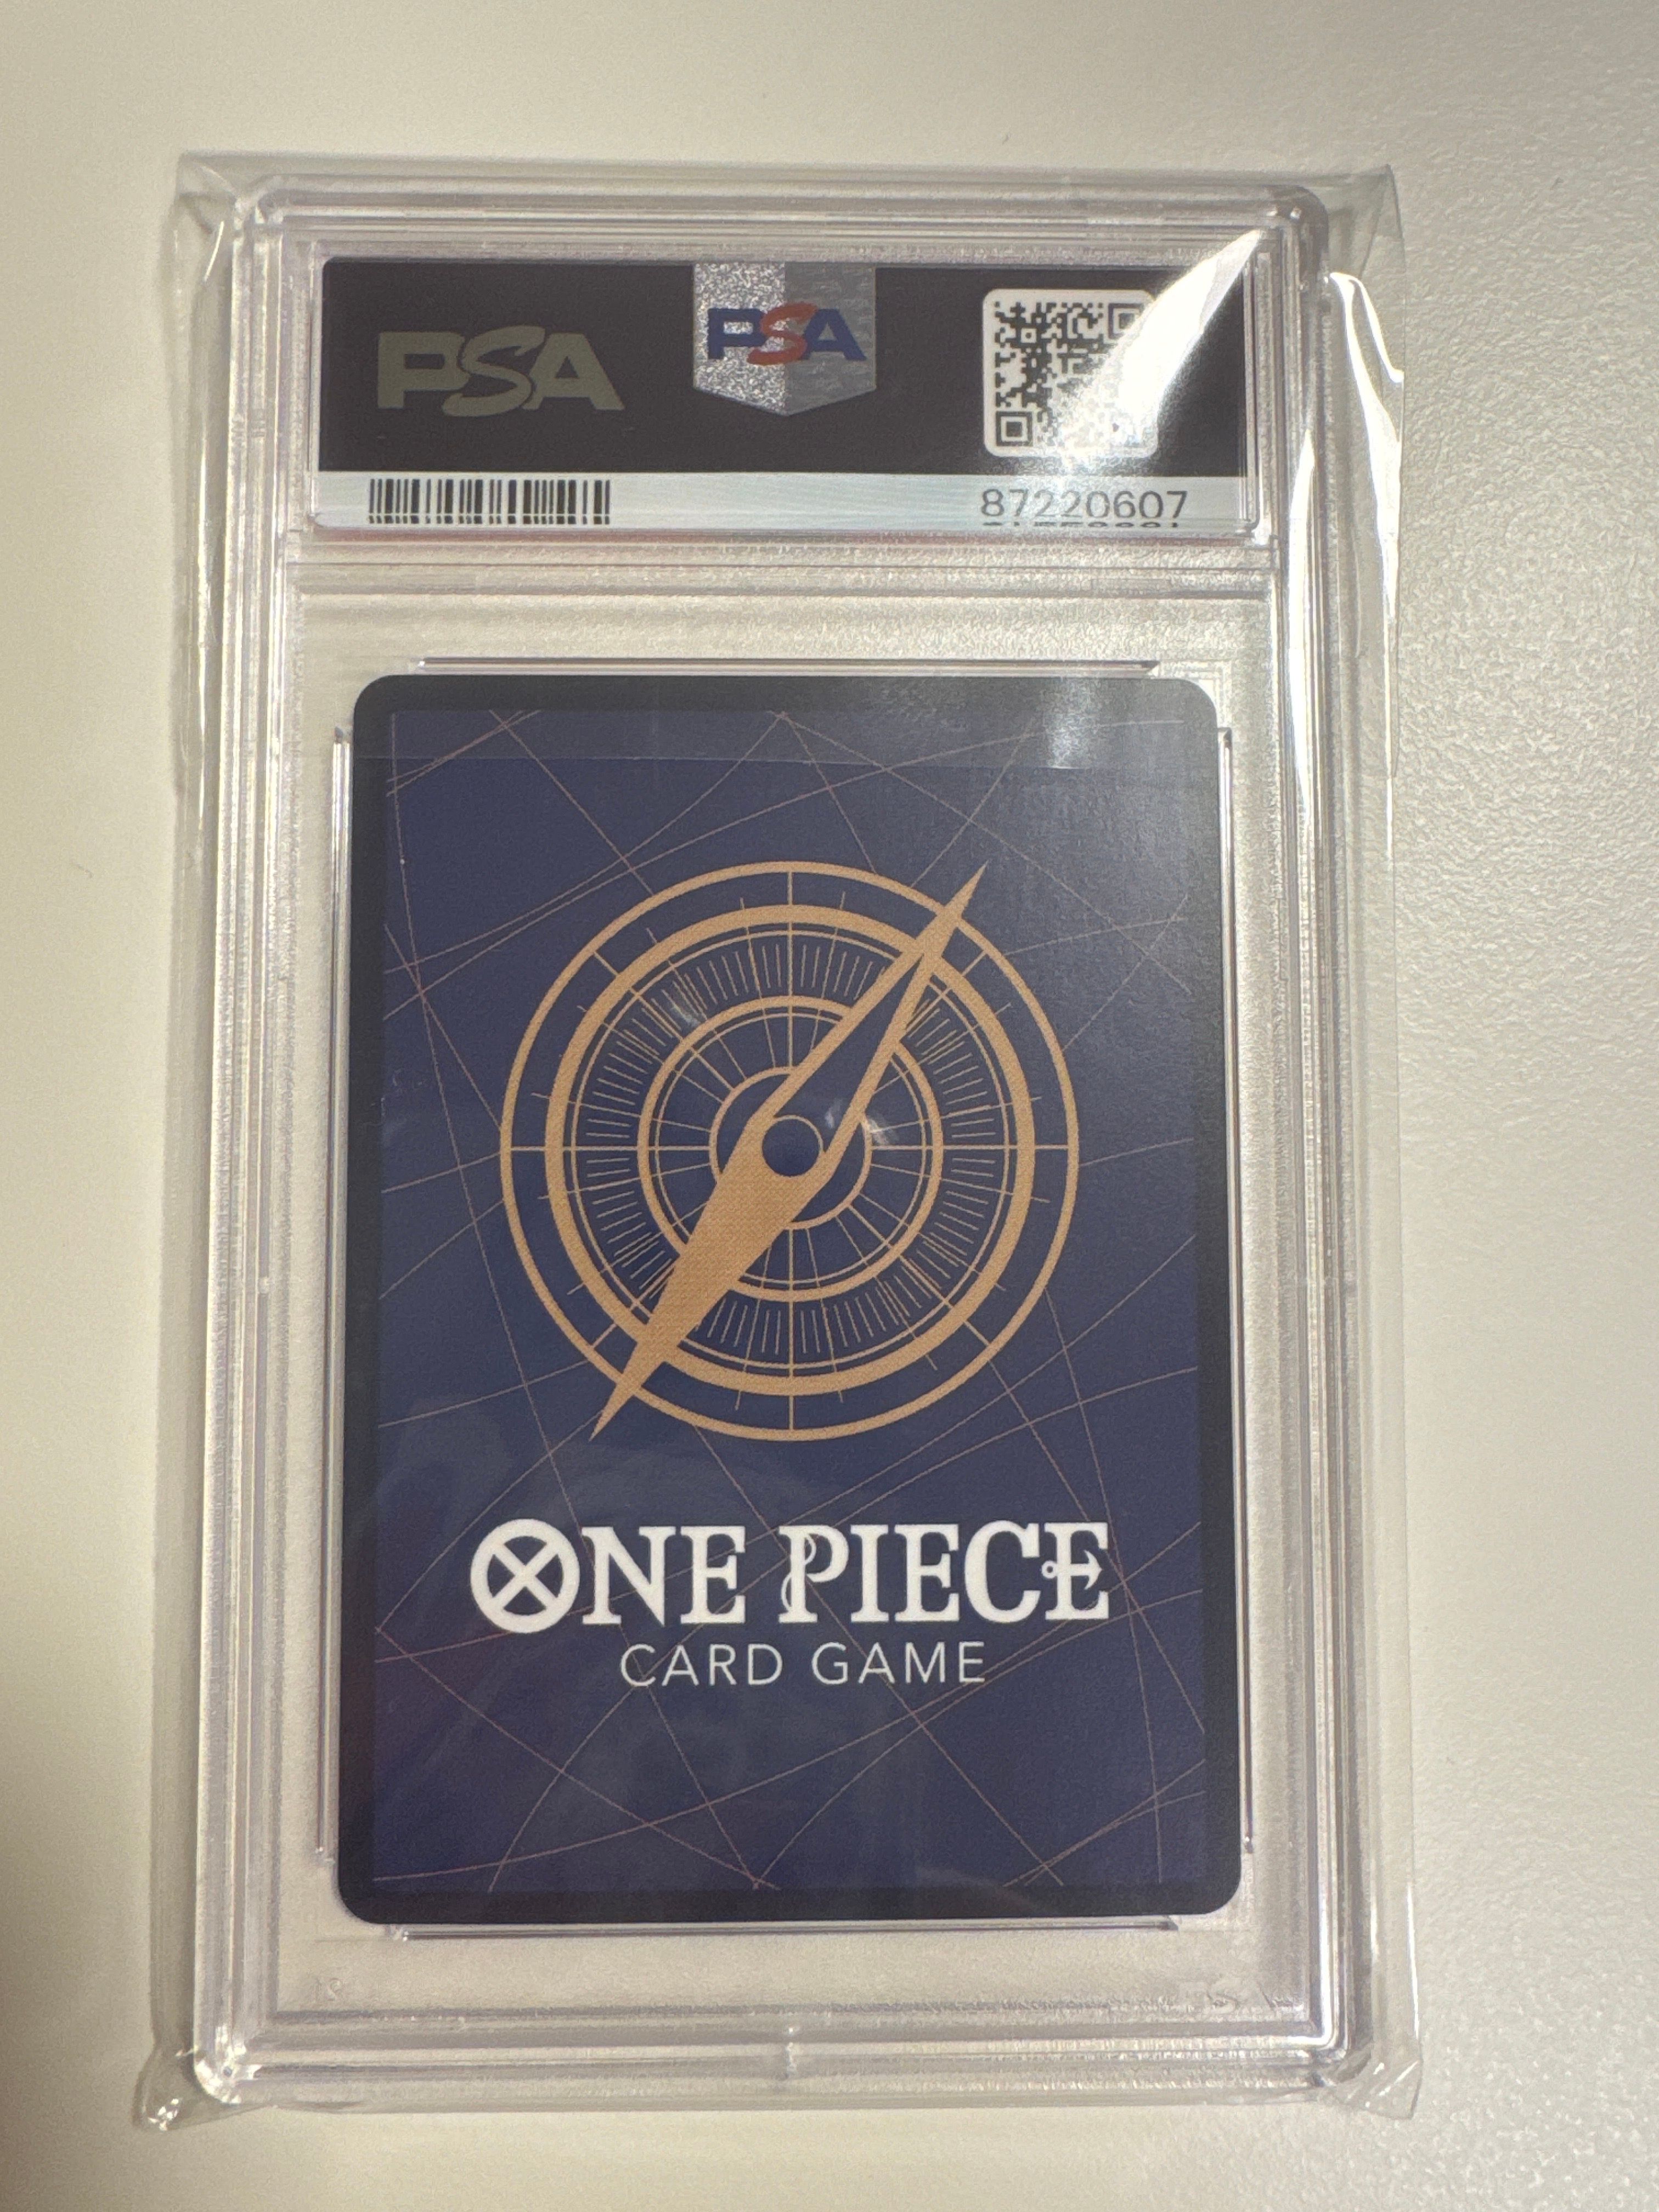 PSA
PSA
87220607
ONE PIECE
CARD GAME